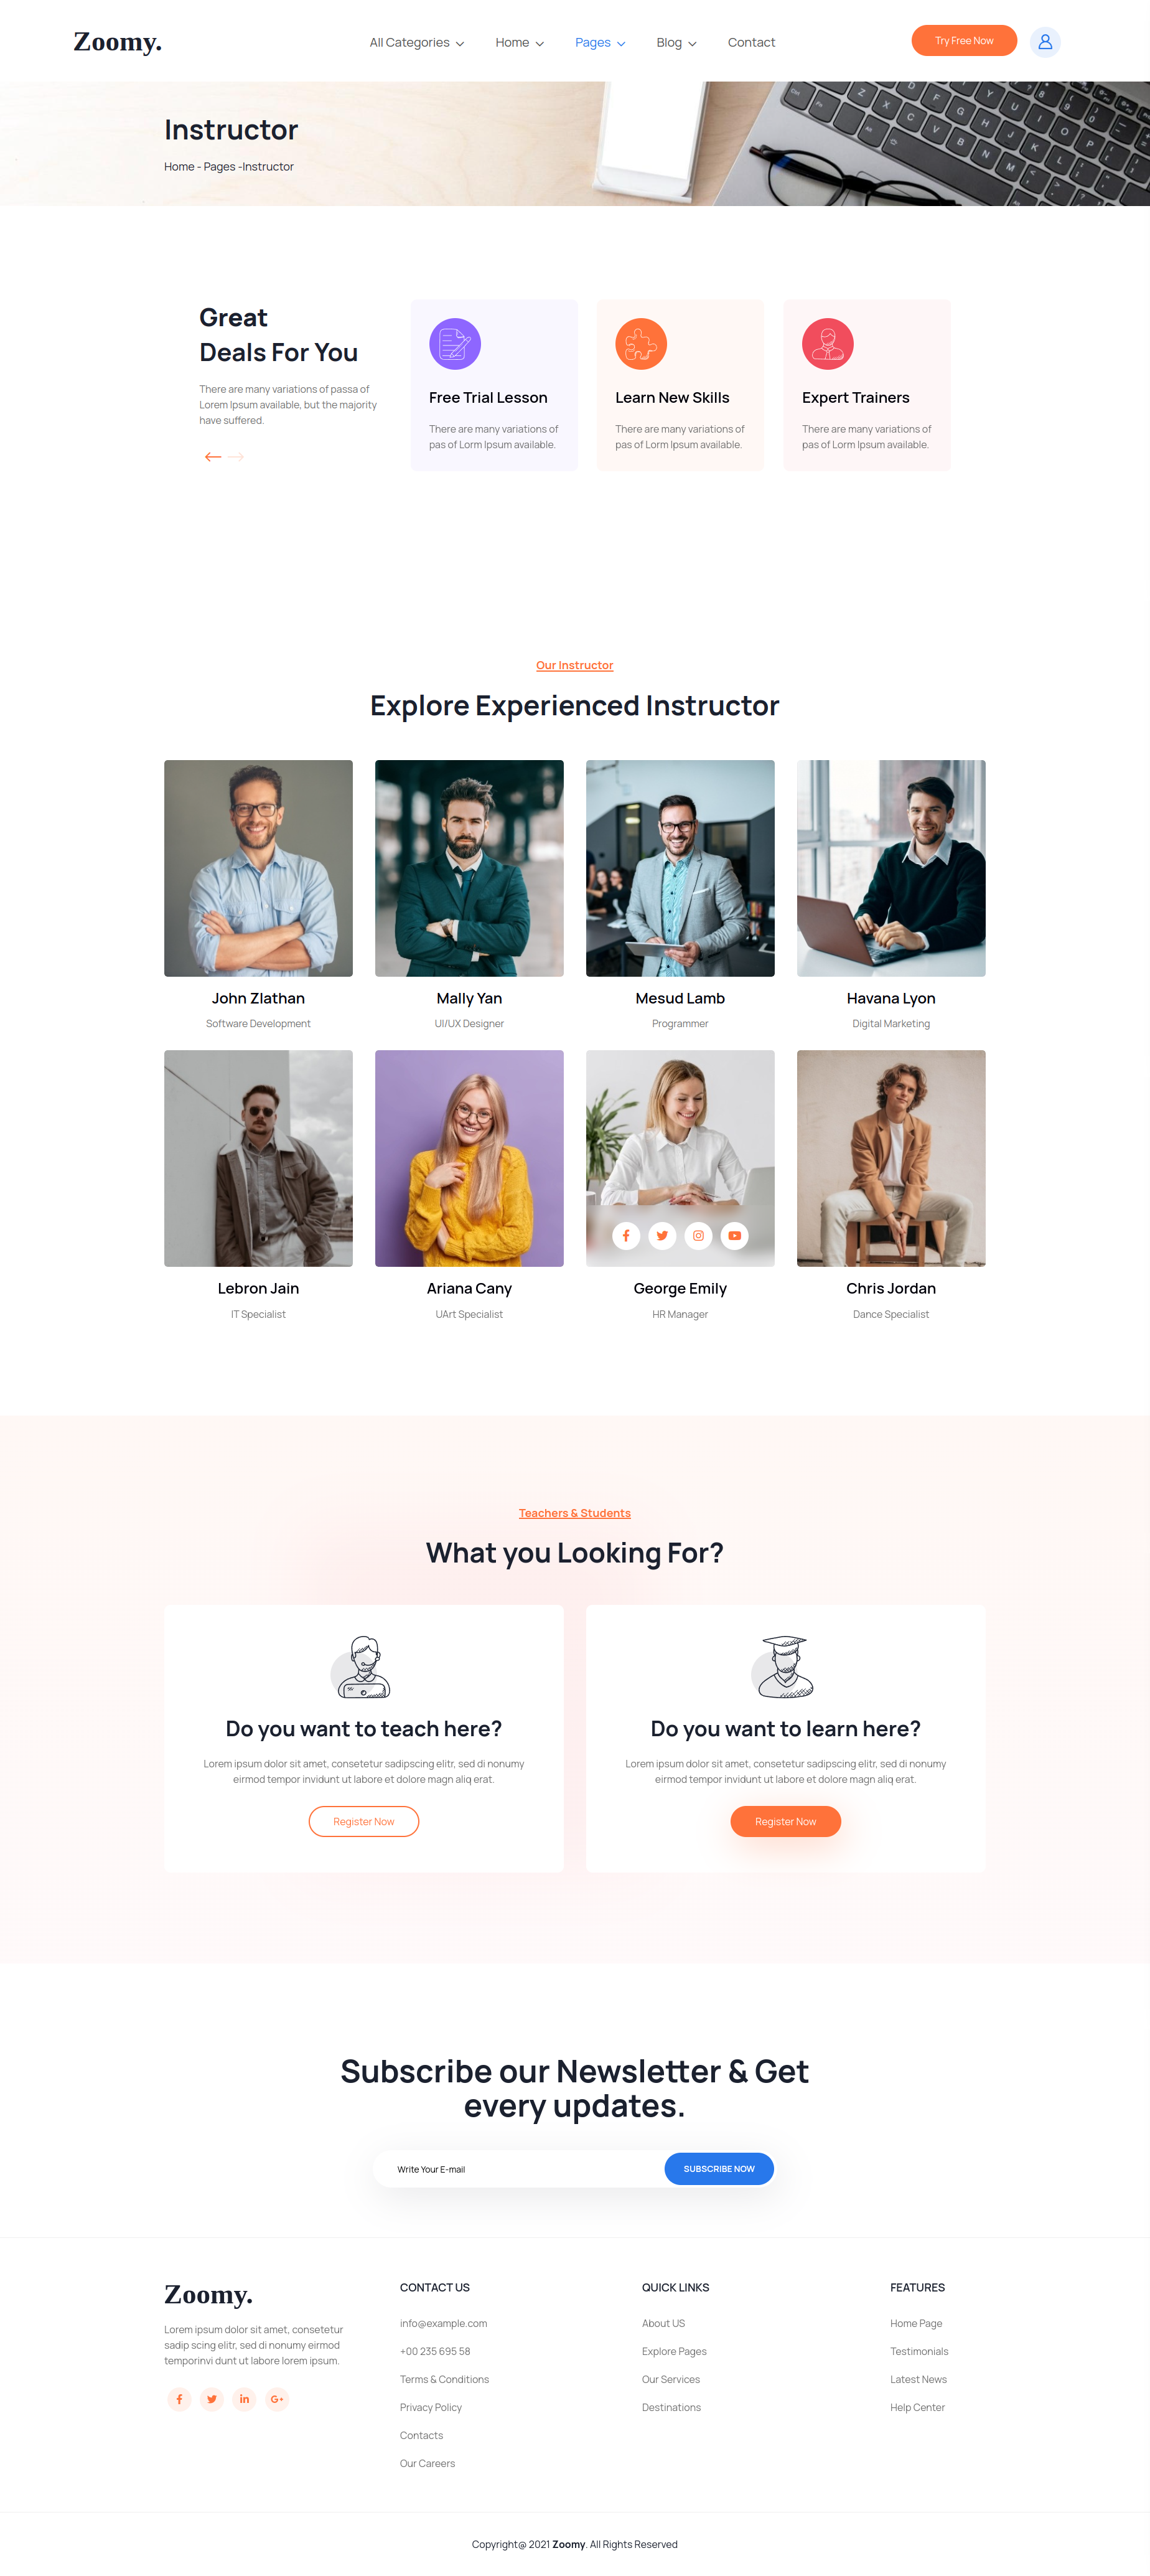 Zoomy.
All Categories
Home
Pages
Blog
Contact
Try Free Now
Instructor
Home - Pages -Instructor
Great
Deals For You
There are many variations of passa of
Lorem Ipsum available, but the majority
have suffered.
Free Trial Lesson
There are many variations of
pas of Lorm Ipsum available.
Learn New Skills
There are many variations of
pas of Lorm Ipsum available.
Expert Trainers
There are many variations of
pas of Lorm Ipsum available.
Our Instructor
Explore Experienced Instructor
John Zlathan
Software Development
Mally Yan
UI/UX Designer
Mesud Lamb
Programmer
Havana Lyon
Digital Marketing
Lebron Jain
IT Specialist
Ariana Cany
UArt Specialist
George Emily
HR Manager
Chris Jordan
Dance Specialist
Teachers & Students
What you Looking For?
Do you want to teach here?
Lorem ipsum dolor sit amet, consetetur sadipscing elitr, sed di nonumy
eirmod tempor invidunt ut labore et dolore magn aliq erat.
Register Now
Do you want to learn here?
Lorem ipsum dolor sit amet, consetetur sadipscing elitr, sed di nonumy
eirmod tempor invidunt ut labore et dolore magn aliq erat.
Register Now
Subscribe our Newsletter & Get
every updates.
Write Your E-mail
SUBSCRIBE NOW
Zoomy.
Lorem ipsum dolor sit amet, consetetur
sadip scing elitr, sed di nonumy eirmod
temporinvi dunt ut labore lorem ipsum.
CONTACT US
info@example.com
+00 235 695 58
Terms & Conditions
Privacy Policy
Contacts
Our Careers
QUICK LINKS
About US
Explore Pages
Our Services
Destinations
FEATURES
Home Page
Testimonials
Latest News
Help Center
Copyright@ 2021 Zoomy. All Rights Reserved